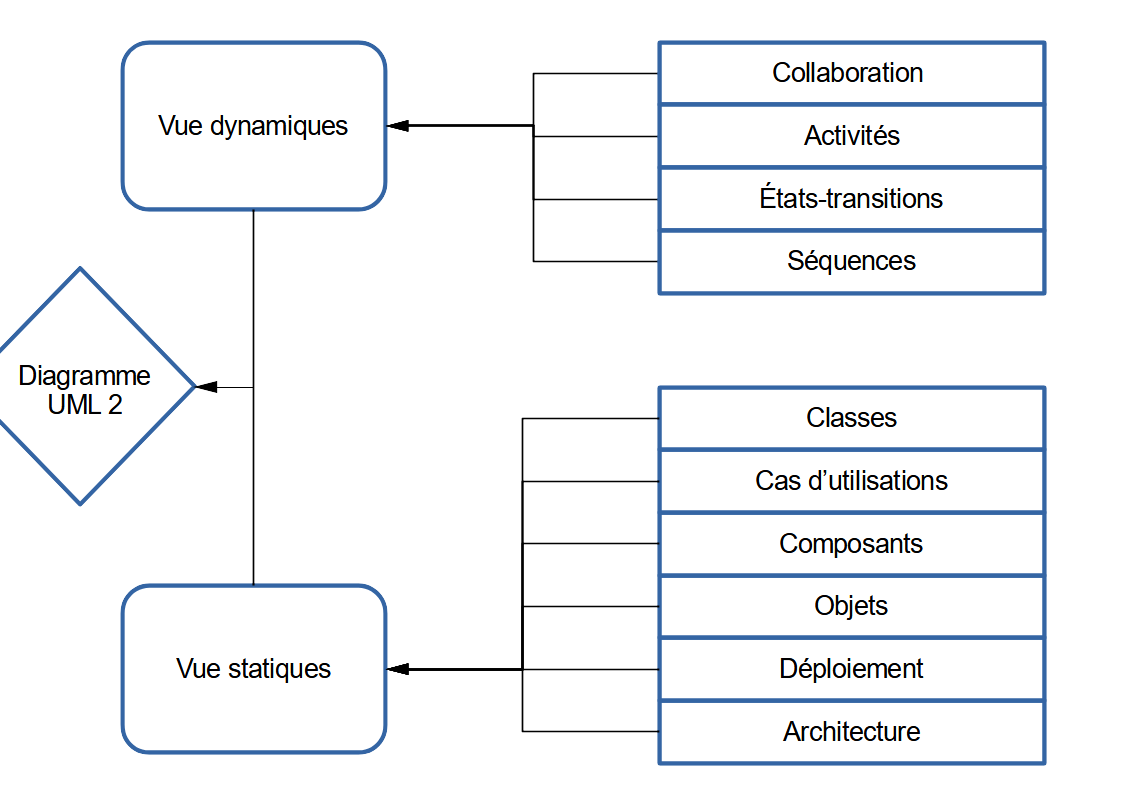 Vue dynamiques
Collaboration
Activités
États-transitions
Séquences
Diagramme
UML 2
Vue statiques
Classes
Cas d’utilisations
Composants
Objets
Déploiement
Architecture